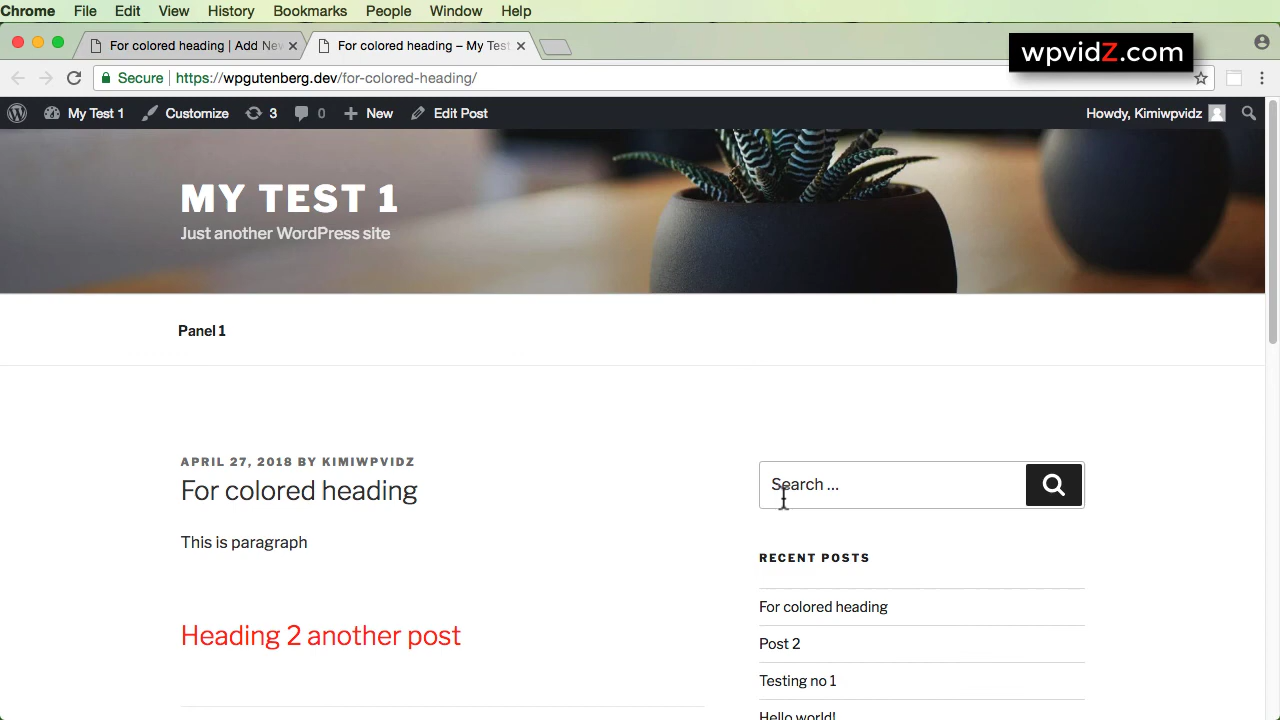 Chrome File Edit View History Bookmarks People Window Help
For colored heading | Add Nev
For colored heading – My Test
wpvidZ.com
Secure https://wpgutenberg.dev/for-colored-heading/
My Test 1 Customize 3 0 New Edit Post Howdy, Kimiwpvidz
MY TEST 1
Just another WordPress site
Panel 1
APRIL 27, 2018 BY KIMIWPVIDZ
For colored heading
This is paragraph
Heading 2 another post
Search ...
RECENT POSTS
For colored heading
Post 2
Testing no 1
Hello world!